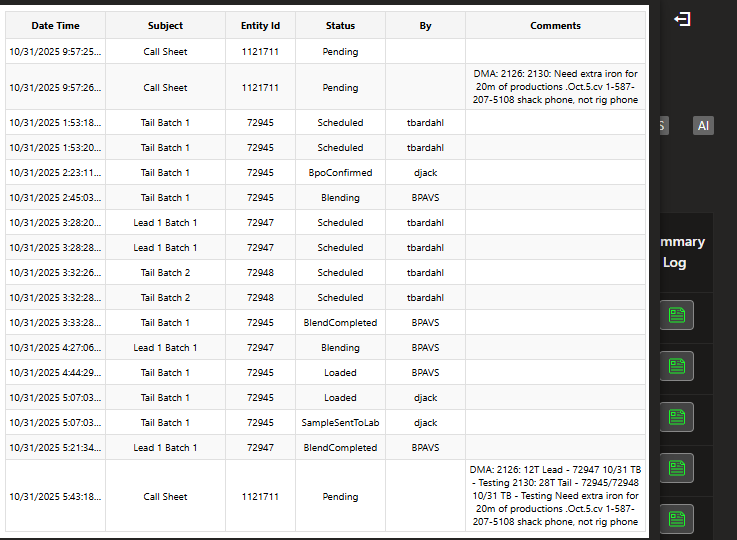 Date Time Subject Entity Id Status By Comments
10/31/2025 9:57:25... Call Sheet 1121711 Pending
10/31/2025 9:57:26... Call Sheet 1121711 Pending DMA: 2126: 2130: Need extra iron for
20m of productions .Oct.5.cv 1-587-
207-5108 shack phone, not rig phone
10/31/2025 1:53:18... Tail Batch 1 72945 Scheduled tbardahl
10/31/2025 1:53:20... Tail Batch 1 72945 Scheduled tbardahl
10/31/2025 2:23:11... Tail Batch 1 72945 BpoConfirmed djack
10/31/2025 2:45:03... Tail Batch 1 72945 Blending BPAVS
10/31/2025 3:28:20... Lead 1 Batch 1 72947 Scheduled tbardahl
10/31/2025 3:28:28... Lead 1 Batch 1 72947 Scheduled tbardahl
10/31/2025 3:32:26... Tail Batch 2 72948 Scheduled tbardahl
10/31/2025 3:32:28... Tail Batch 2 72948 Scheduled tbardahl
10/31/2025 3:33:28... Tail Batch 1 72945 BlendCompleted BPAVS
10/31/2025 4:27:06... Lead 1 Batch 1 72947 Blending BPAVS
10/31/2025 4:44:29... Tail Batch 1 72945 Loaded BPAVS
10/31/2025 5:07:03... Tail Batch 1 72945 Loaded djack
10/31/2025 5:07:03... Tail Batch 1 72945 SampleSentToLab djack
10/31/2025 5:21:34... Lead 1 Batch 1 72947 BlendCompleted BPAVS
10/31/2025 5:43:18... Call Sheet 1121711 Pending DMA: 2126: 12T Lead - 72947 10/31 TB
- Testing 2130: 28T Tail - 72945/72948
10/31 TB - Testing Need extra iron for
20m of productions .Oct.5.cv 1-587-
207-5108 shack phone, not rig phone
S AI
mmary
Log